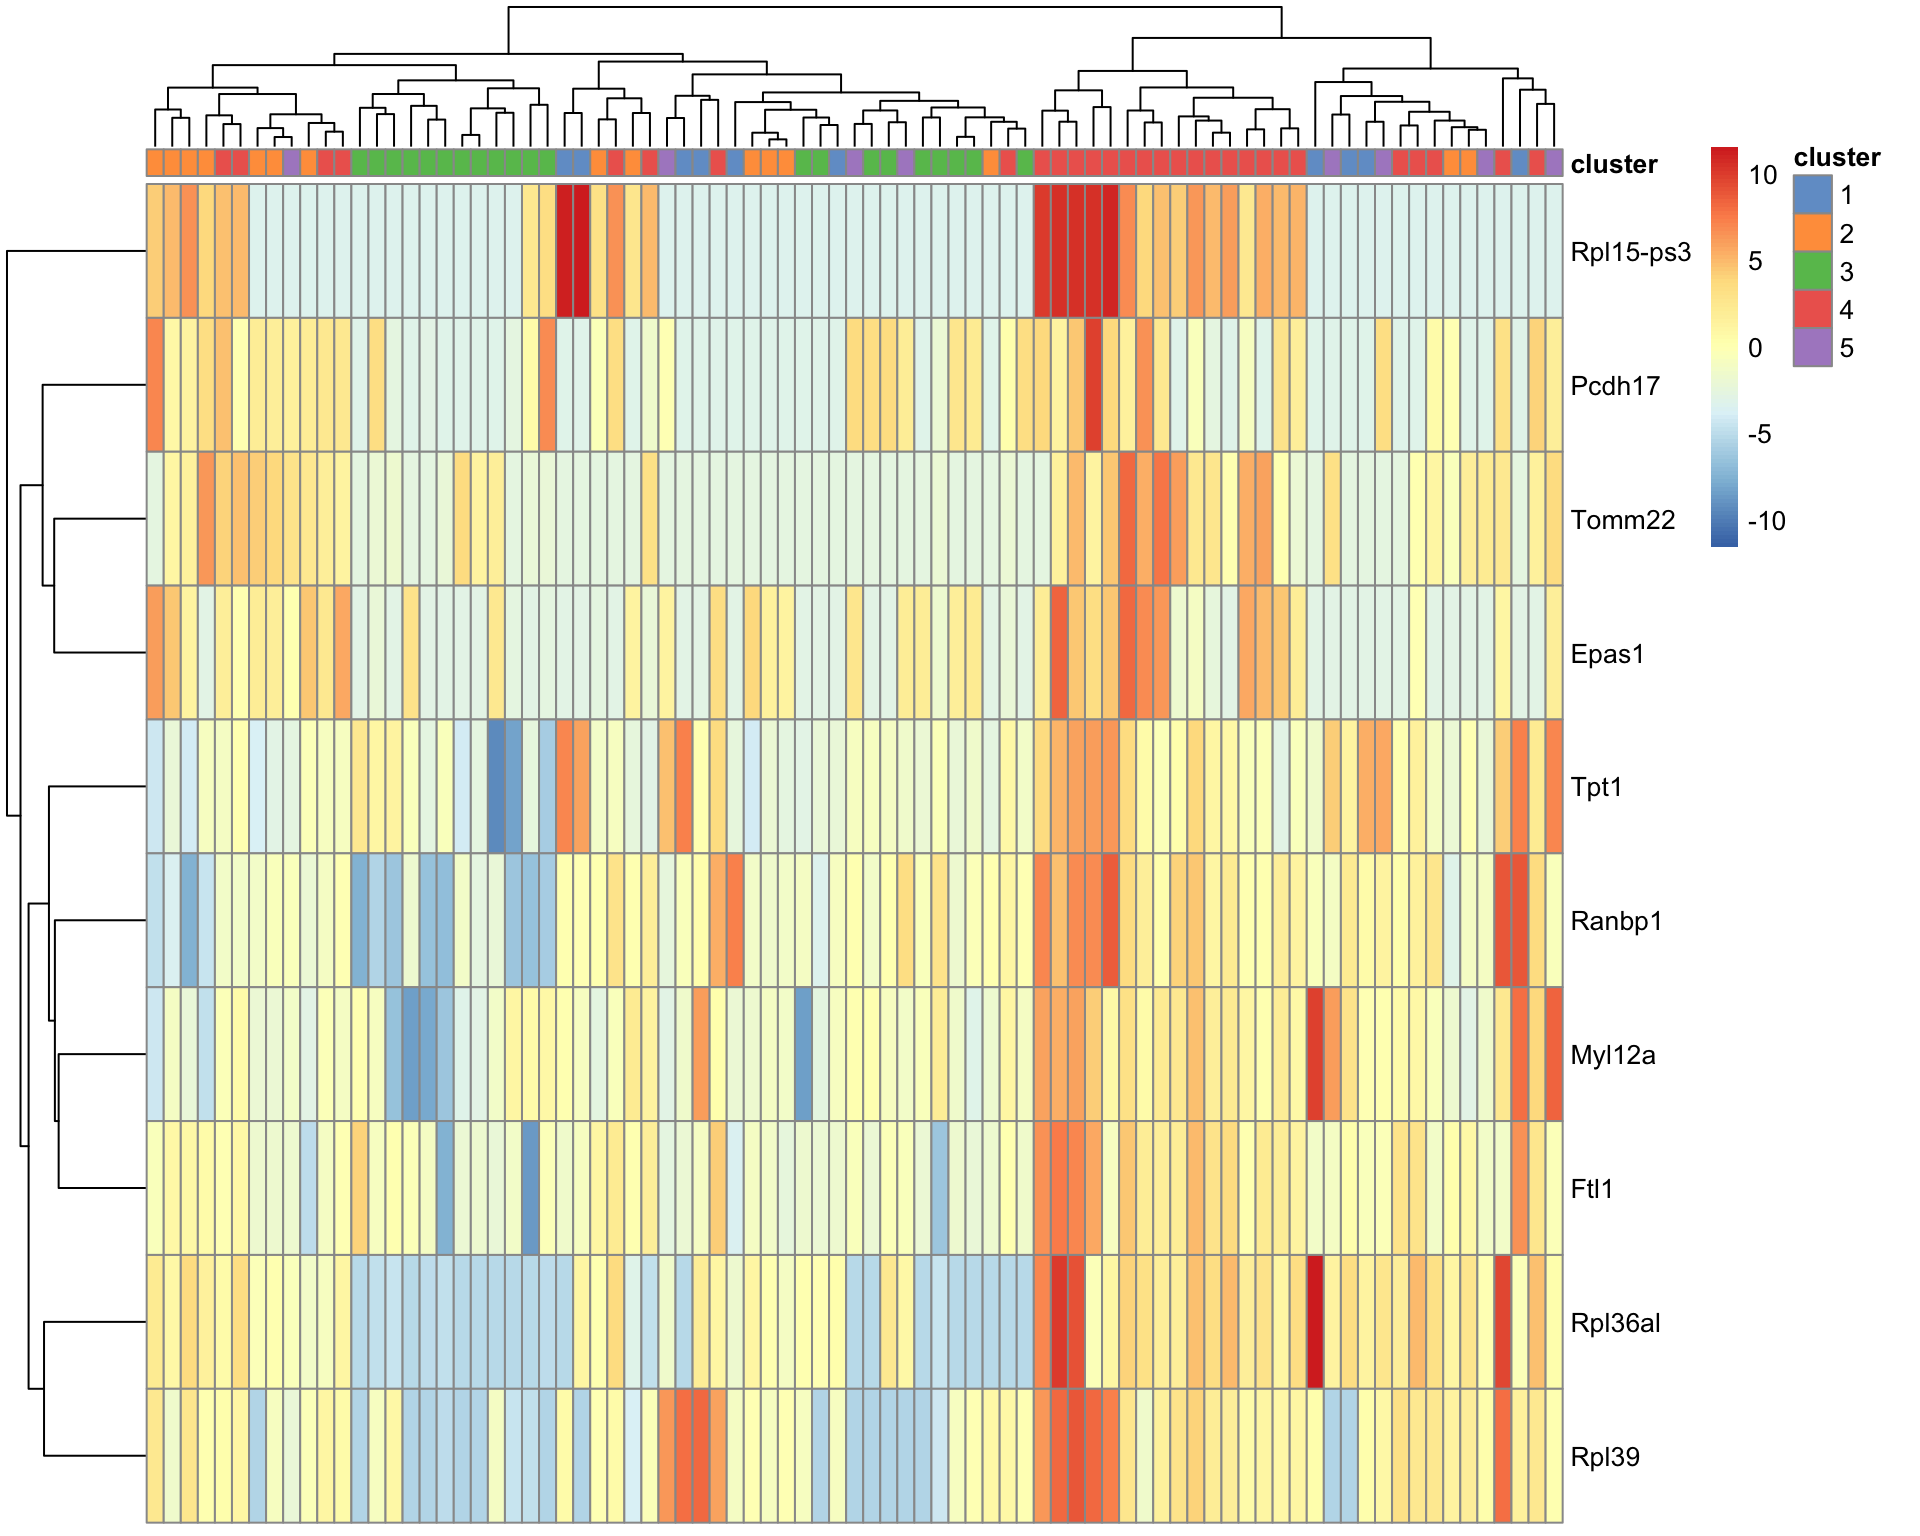 cluster
Rpl15-ps3
Pcdh17
Tomm22
Epas1
Tpt1
Ranbp1
Myl12a
Ftl1
Rpl36al
Rpl39
10
5
0
-5
-10
cluster
1
2
3
4
5